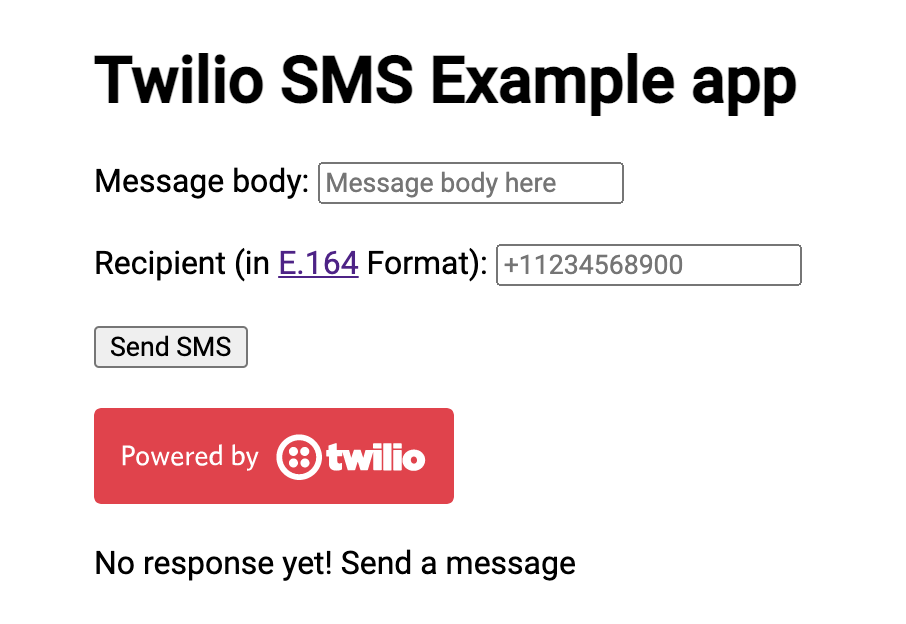 Twilio SMS Example app
Message body: Message body here
Recipient (in E.164 Format): +11234568900
Send SMS
Powered by twilio
No response yet! Send a message